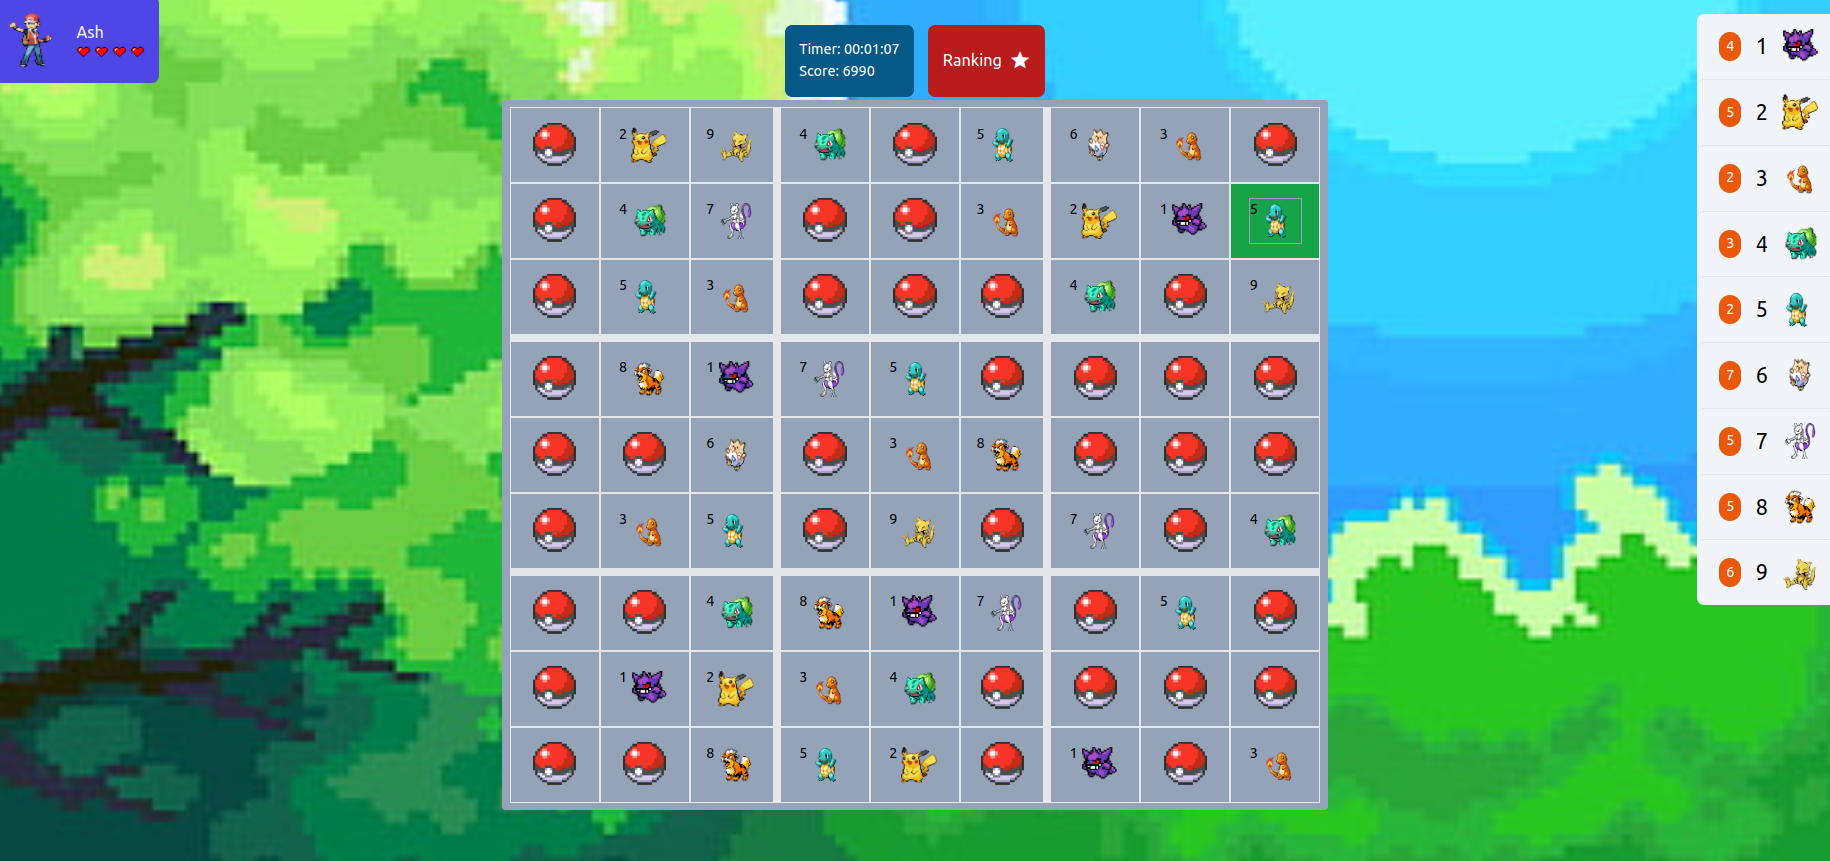 Ash
Timer: 00:01:07
Score: 6990
Ranking
2 9 4 5 6 3
4 7 3 2 1 5
5 3 4 9
8 1 7 5
6 3 8
3 5 9 7 4
4 8 1 7 5
1 2 3 4
8 5 2 1 3
4 1
5 2
2 3
3 4
2 5
7 6
5 7
5 8
6 9